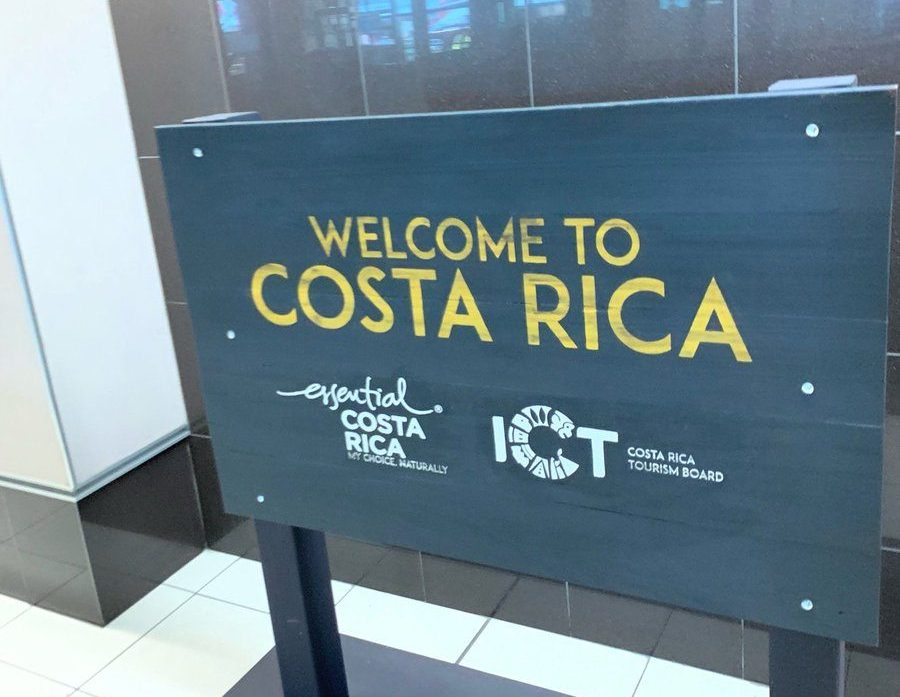 WELCOME TO
COSTA RICA
essential®
COSTA
RICA
MY CHOICE, NATURALLY
ICT
COSTA RICA
TOURISM BOARD